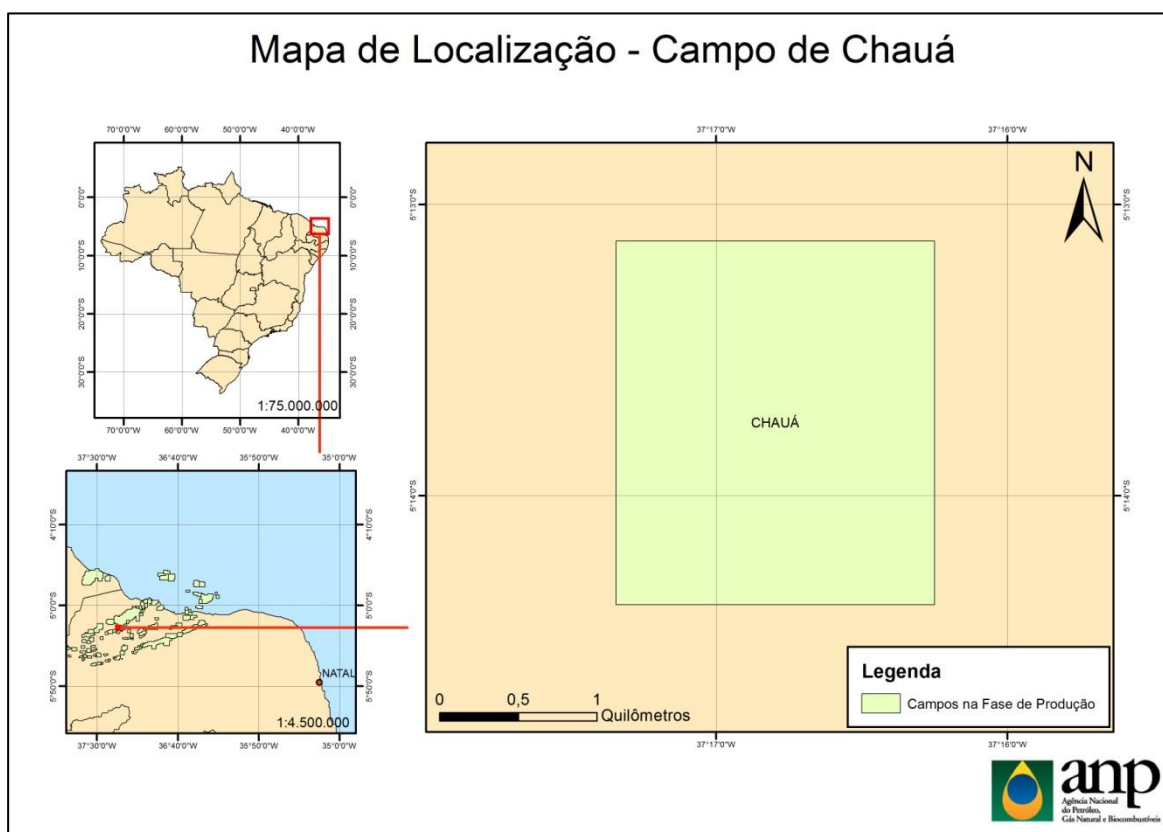 Mapa de Localização - Campo de Chauá
70°0'0"W 60°0'0"W 50°0'0"W 40°0'0"W
0°0'0" 0°0'0"
10°0'0"S 10°0'0"S
20°0'0"S 20°0'0"S
30°0'0"S 30°0'0"S
1:75.000.000
70°0'0"W 60°0'0"W 50°0'0"W 40°0'0"W
37°30'0"W 36°40'0"W 35°50'0"W 35°0'0"W
4°10'0"S 4°10'0"S
5°0'0"S 5°0'0"S
5°50'0"S 5°50'0"S
NATAL
1:4.500.000
37°30'0"W 36°40'0"W 35°50'0"W 35°0'0"W
37°17'0"W 37°16'0"W
N
5°13'0"S 5°13'0"S
CHAUÁ
5°14'0"S 5°14'0"S
0 0,5 1
Quilômetros
Legenda
Campos na Fase de Produção
37°17'0"W 37°16'0"W
anp
Agência Nacional
do Petróleo,
Gás Natural e Biocombustíveis